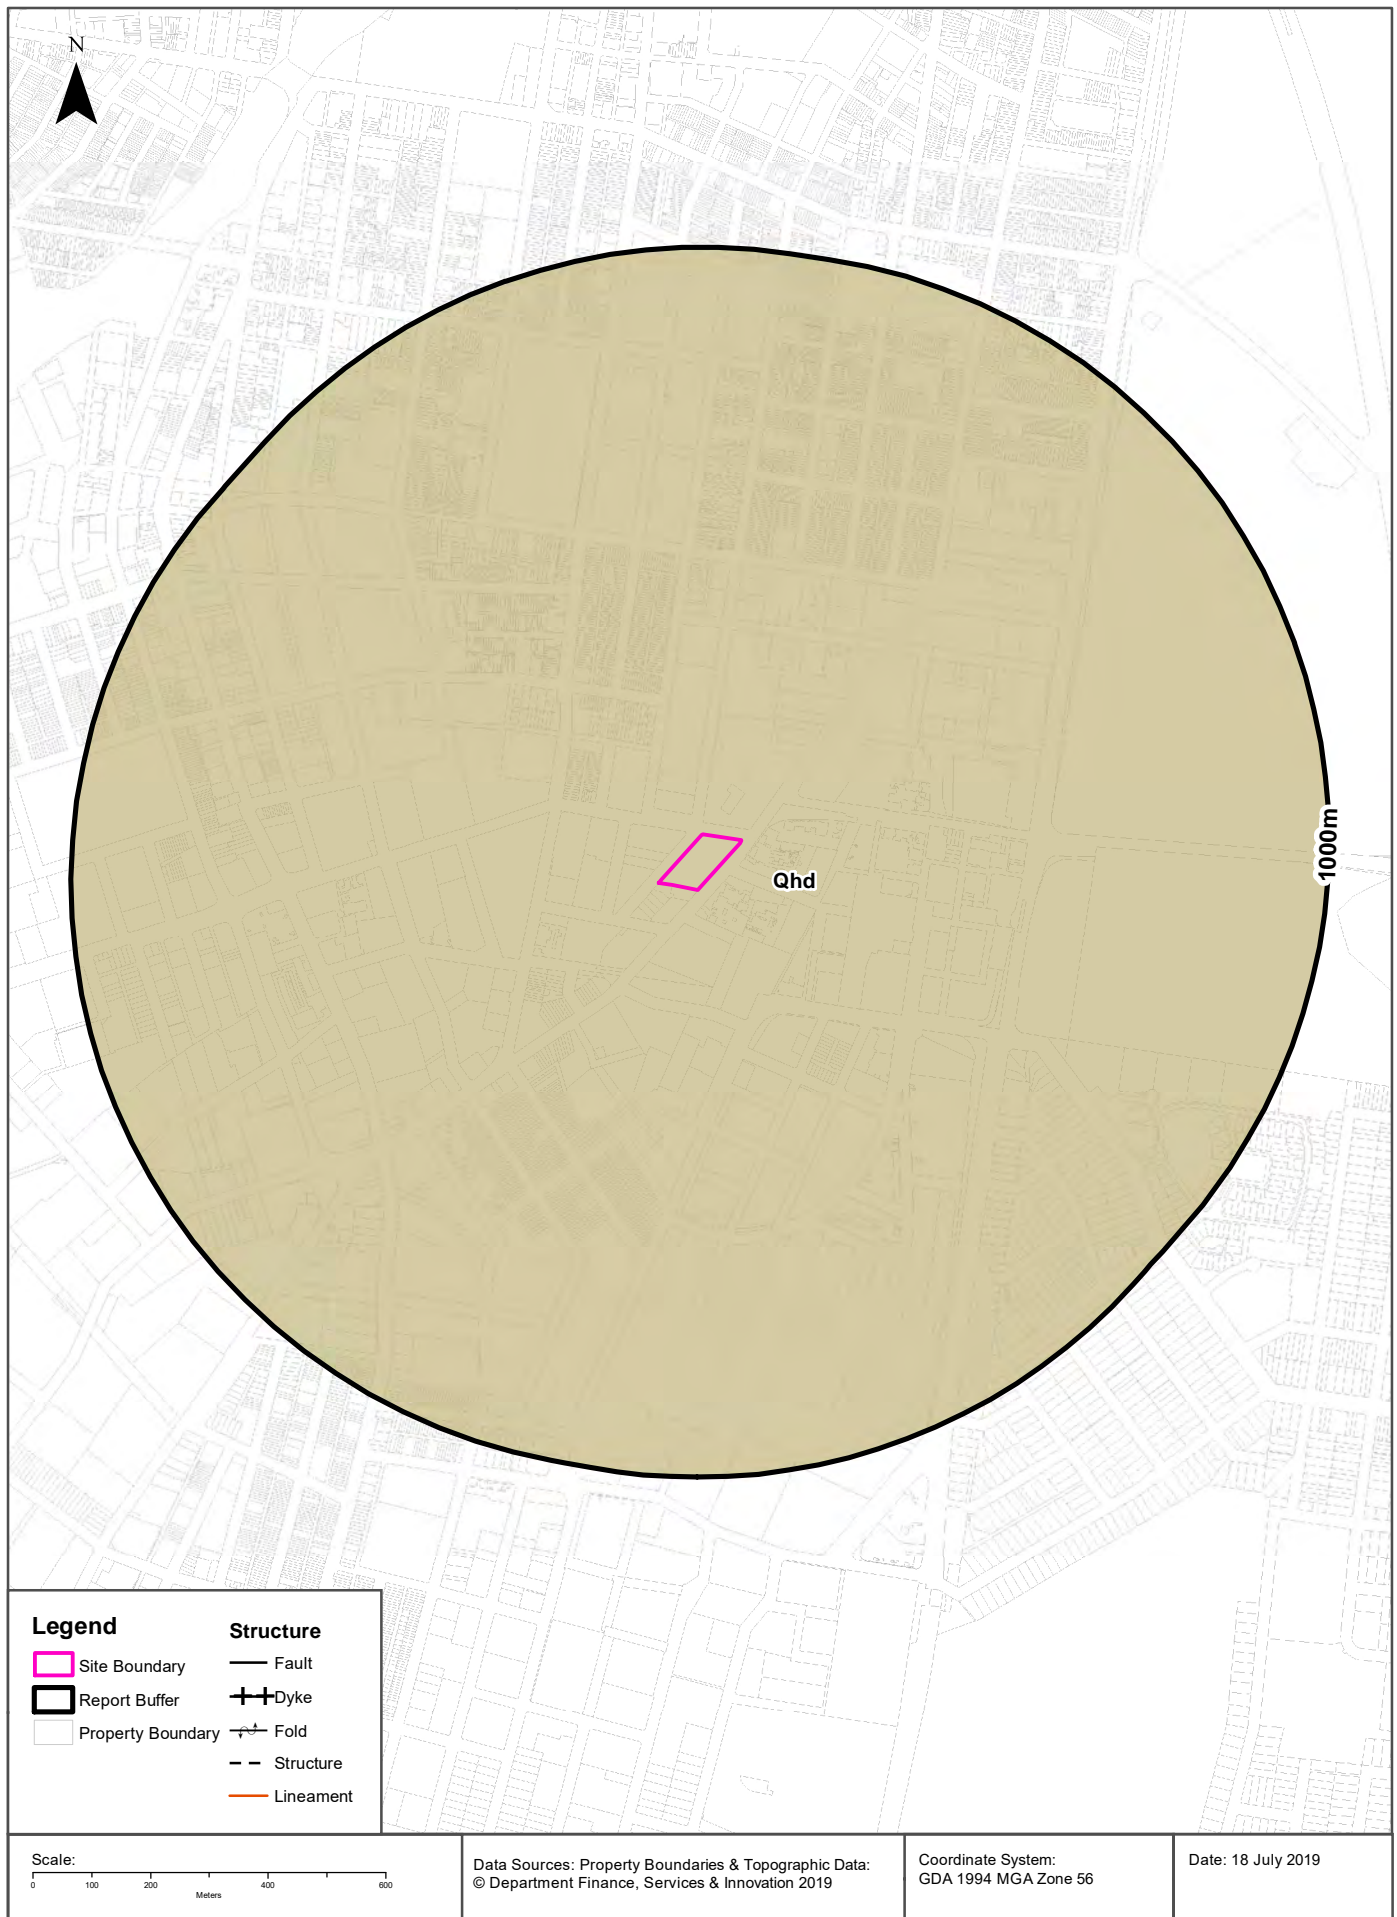 N
1000m
Qhd
Legend
Site Boundary
Report Buffer
Property Boundary
Structure
Fault
Dyke
Fold
Structure
Lineament
Scale:
0 100 200 400 600
Meters
Data Sources: Property Boundaries & Topographic Data:
© Department Finance, Services & Innovation 2019
Coordinate System:
GDA 1994 MGA Zone 56
Date: 18 July 2019